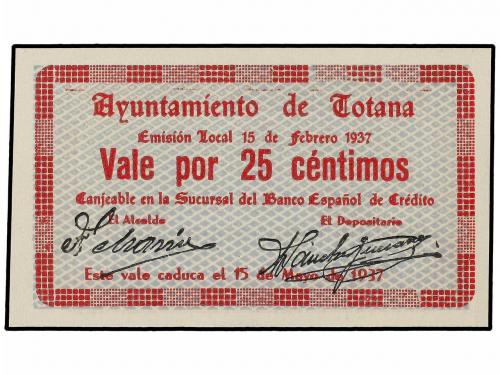 Ayuntamiento de Totana
Emisión Local 15 de Febrero 1937
Vale por 25 céntimos
Canjeable en la Sucursal del Banco Español de Crédito
El Alcalde El Depositario
Este vale caduca el 15 de Mayo de 1937